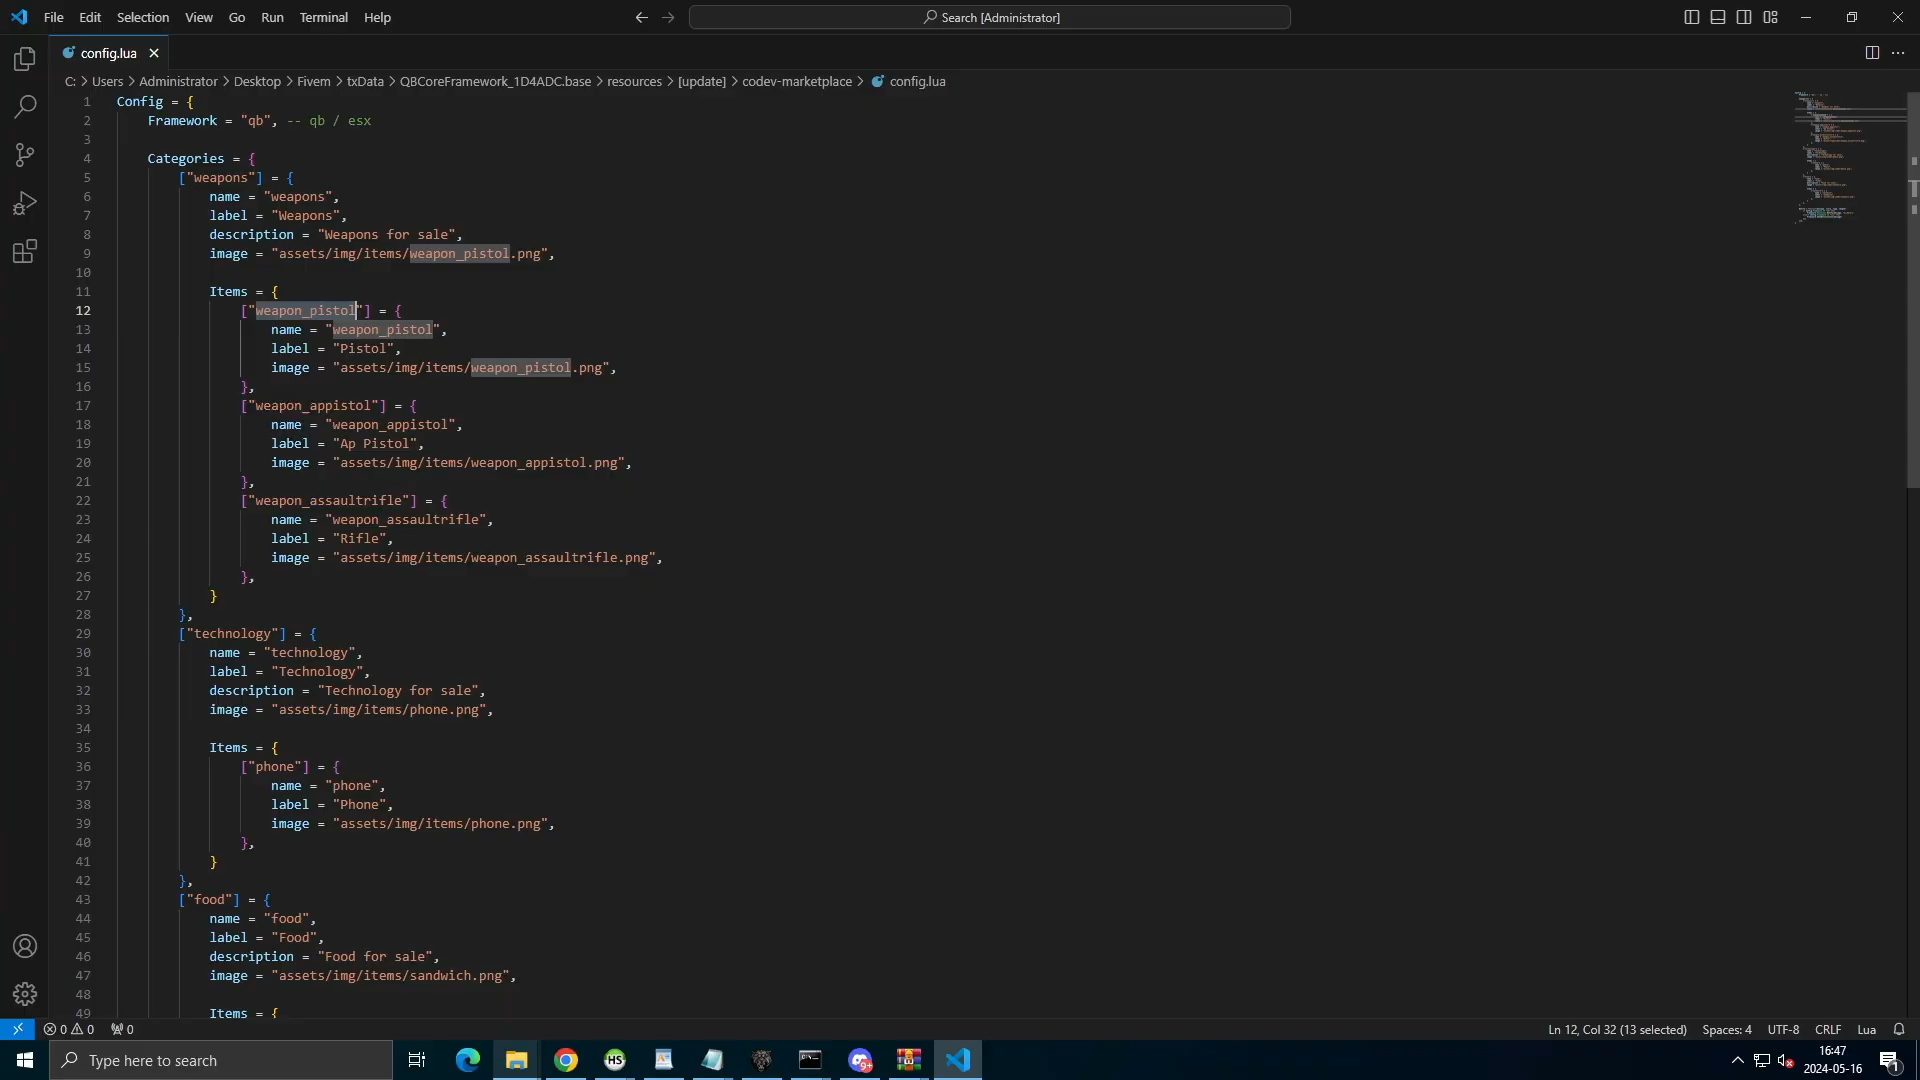 File Edit Selection View Go Run Terminal Help
Search [Administrator]
config.lua
C: > Users > Administrator > Desktop > Fivem > txData > QBCoreFramework_1D4ADC.base > resources > [update] > codev-marketplace > config.lua
1 Config = {
2 Framework = "qb", -- qb / esx
3
4 Categories = {
5 ["weapons"] = {
6 name = "weapons",
7 label = "Weapons",
8 description = "Weapons for sale",
9 image = "assets/img/items/weapon_pistol.png",
10
11 Items = {
12 ["weapon_pistol"] = {
13 name = "weapon_pistol",
14 label = "Pistol",
15 image = "assets/img/items/weapon_pistol.png",
16 },
17 ["weapon_appistol"] = {
18 name = "weapon_appistol",
19 label = "Ap Pistol",
20 image = "assets/img/items/weapon_appistol.png",
21 },
22 ["weapon_assaultrifle"] = {
23 name = "weapon_assaultrifle",
24 label = "Rifle",
25 image = "assets/img/items/weapon_assaultrifle.png",
26 },
27 }
28 },
29 ["technology"] = {
30 name = "technology",
31 label = "Technology",
32 description = "Technology for sale",
33 image = "assets/img/items/phone.png",
34
35 Items = {
36 ["phone"] = {
37 name = "phone",
38 label = "Phone",
39 image = "assets/img/items/phone.png",
40 },
41 }
42 },
43 ["food"] = {
44 name = "food",
45 label = "Food",
46 description = "Food for sale",
47 image = "assets/img/items/sandwich.png",
48
49 Items = {
0 0 0 Ln 12, Col 32 (13 selected) Spaces: 4 UTF-8 CRLF Lua
Type here to search
HS
9+
16:47
2024-05-16
1